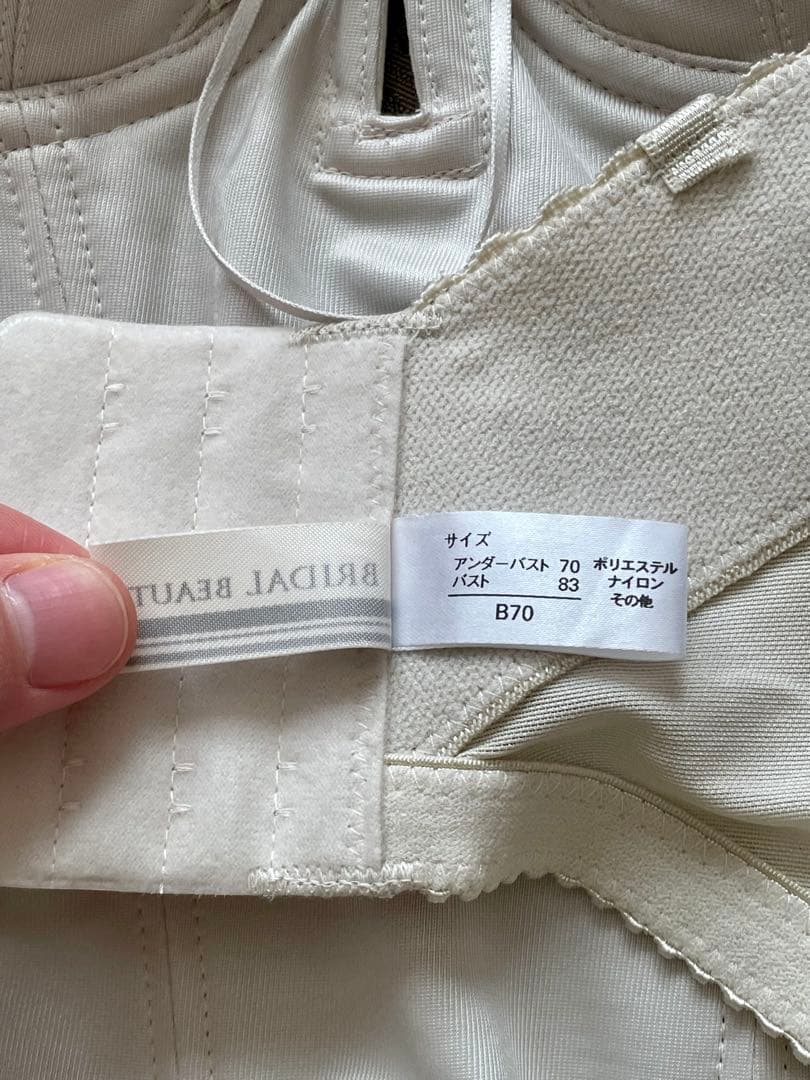 BRIDAL BEAUT
サイズ
アンダーバスト 70
バスト 83
B70
ポリエステル
ナイロン
その他